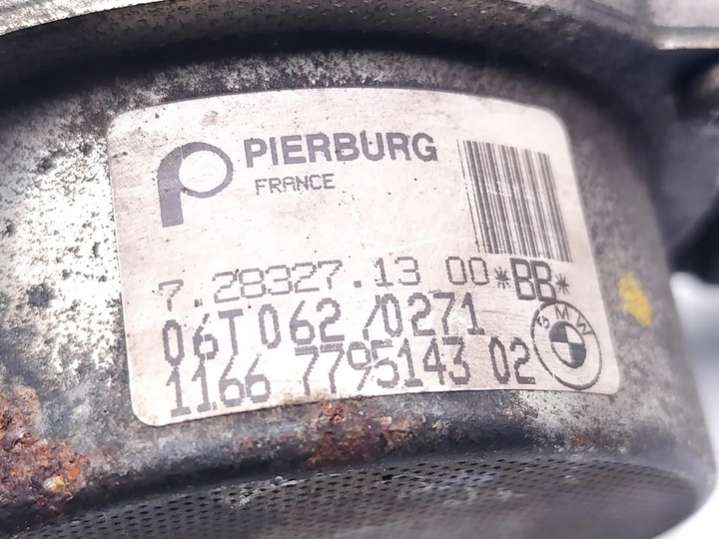 PIERBURG
FRANCE
7.28327.13 00*BB*
06T062/0271
1166 7795143 02
BMW